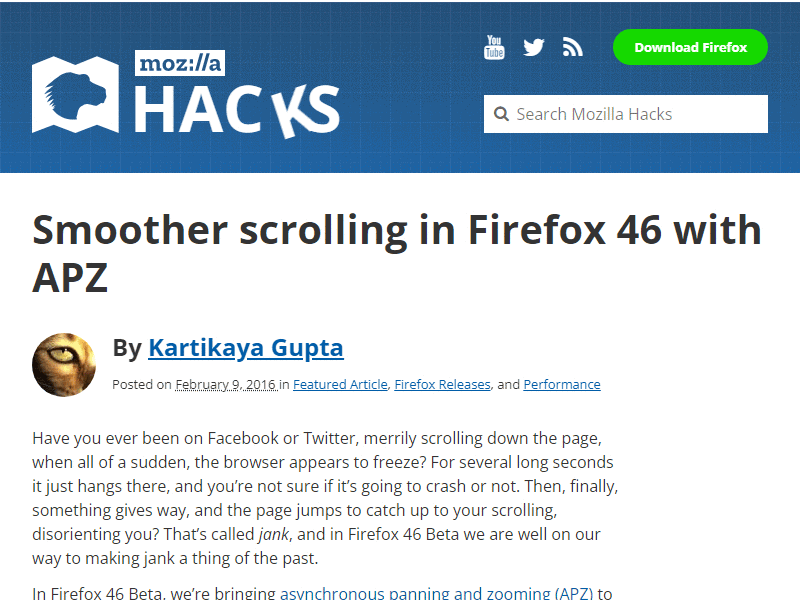 You
Tube
Download Firefox
moz://a
HACKS
Search Mozilla Hacks
Smoother scrolling in Firefox 46 with
APZ
By Kartikaya Gupta
Posted on February 9, 2016 in Featured Article, Firefox Releases, and Performance
Have you ever been on Facebook or Twitter, merrily scrolling down the page,
when all of a sudden, the browser appears to freeze? For several long seconds
it just hangs there, and you’re not sure if it’s going to crash or not. Then, finally,
something gives way, and the page jumps to catch up to your scrolling,
disorienting you? That’s called jank, and in Firefox 46 Beta we are well on our
way to making jank a thing of the past.
In Firefox 46 Beta, we’re bringing asynchronous panning and zooming (APZ) to